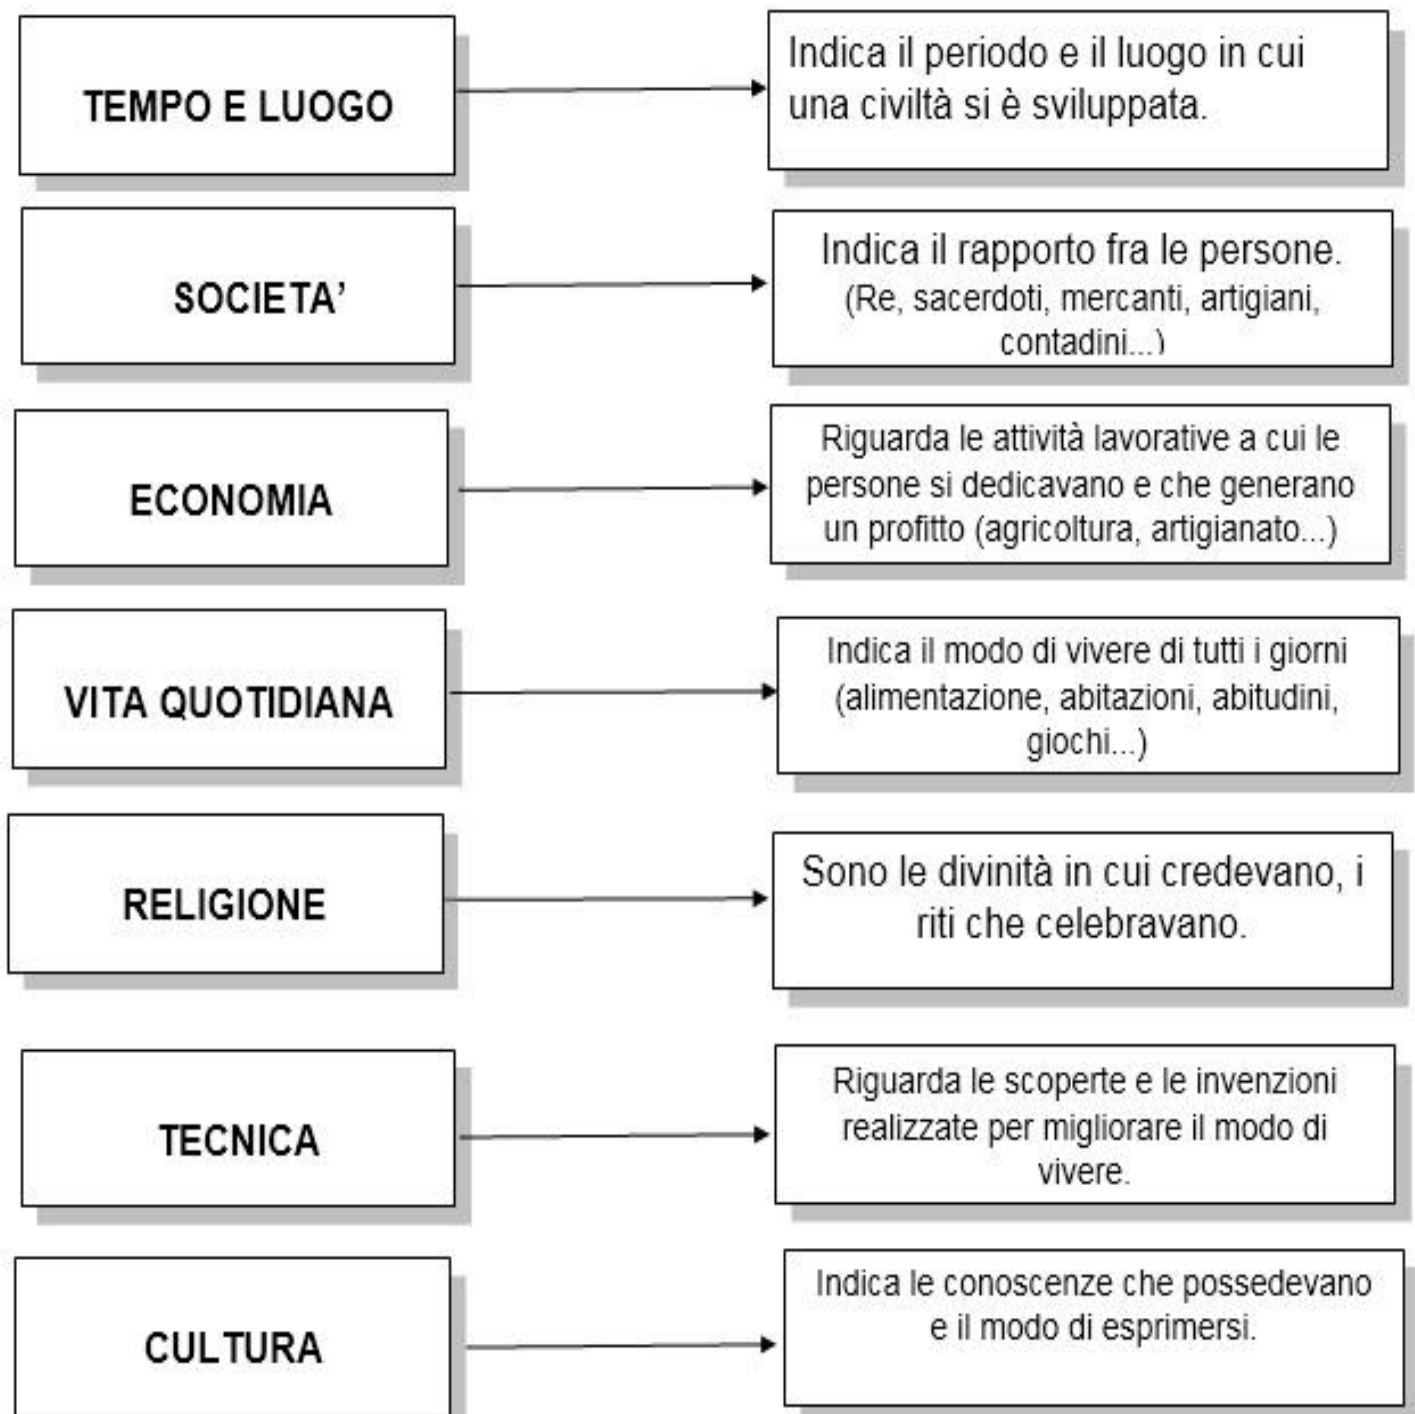 TEMPO E LUOGO
Indica il periodo e il luogo in cui
una civiltà si è sviluppata.
SOCIETA'
Indica il rapporto fra le persone.
(Re, sacerdoti, mercanti, artigiani,
contadini...)
ECONOMIA
Riguarda le attività lavorative a cui le
persone si dedicavano e che generano
un profitto (agricoltura, artigianato...)
VITA QUOTIDIANA
Indica il modo di vivere di tutti i giorni
(alimentazione, abitazioni, abitudini,
giochi...)
RELIGIONE
Sono le divinità in cui credevano, i
riti che celebravano.
TECNICA
Riguarda le scoperte e le invenzioni
realizzate per migliorare il modo di
vivere.
CULTURA
Indica le conoscenze che possedevano
e il modo di esprimersi.